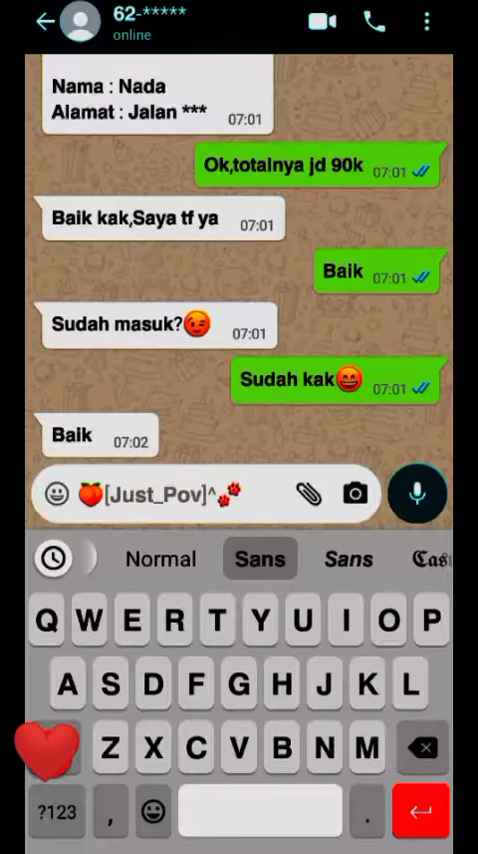 62-*****
online
Nama : Nada
Alamat : Jalan ***
07:01
Ok,totalnya jd 90k
07:01
Baik kak,Saya tf ya
07:01
Baik
07:01
Sudah masuk?😉
07:01
Sudah kak😄
07:01
Baik
07:02
🍑[Just_Pov]^🐾
Normal Sans Sans
Q W E R T Y U I O P
A S D F G H J K L
Z X C V B N M
?123 , .